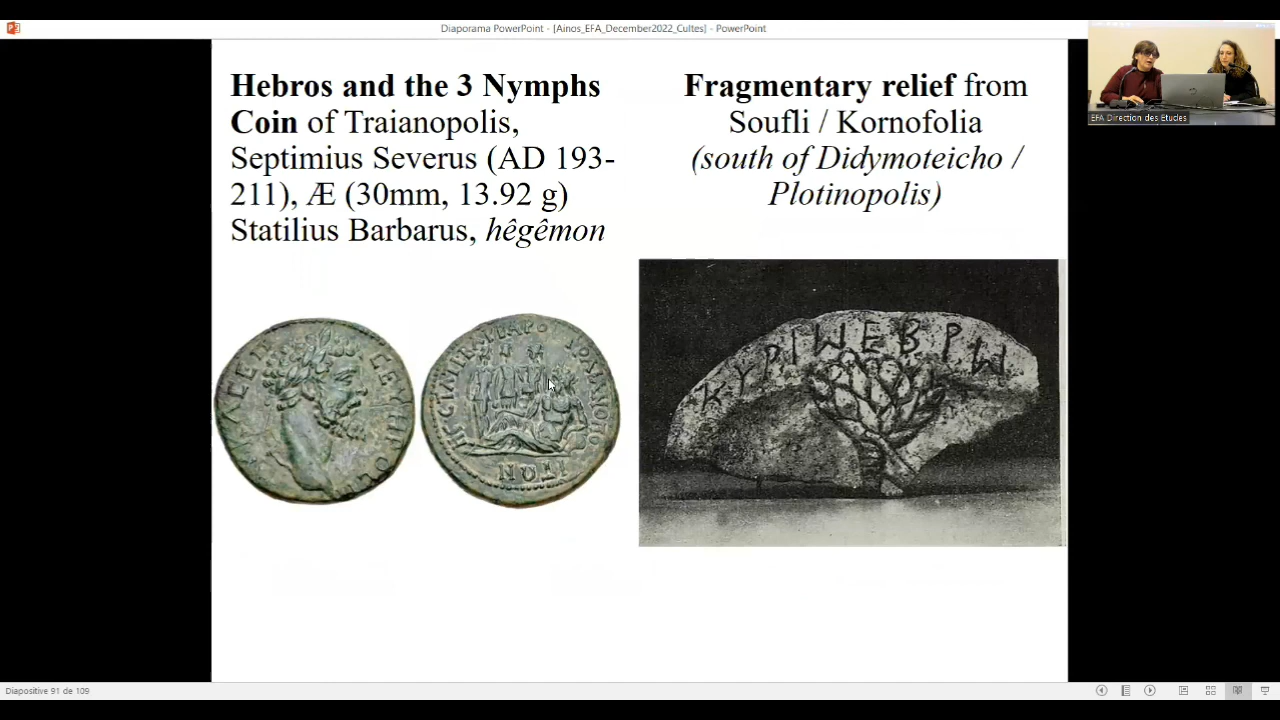 Diaporama PowerPoint - [Ainos_EFA_December2022_Cultes] - PowerPoint
EFA Direction des Etudes
Hebros and the 3 Nymphs
Coin of Traianopolis,
Septimius Severus (AD 193-
211), Æ (30mm, 13.92 g)
Statilius Barbarus, hêgêmon
Fragmentary relief from
Soufli / Kornofolia
(south of Didymoteicho /
Plotinopolis)
ΚΥΡΙWΕΒΡW
Diapositive 91 de 109